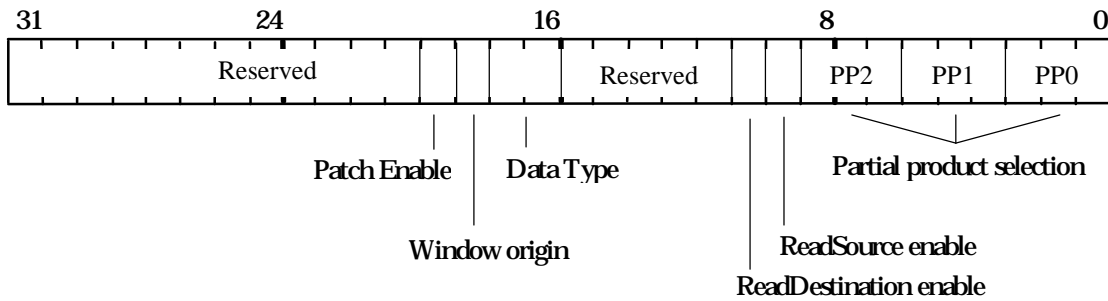 31 24 16 8 0
Reserved Reserved PP2 PP1 PP0
Patch Enable Data Type Partial product selection
Window origin ReadSource enable
ReadDestination enable